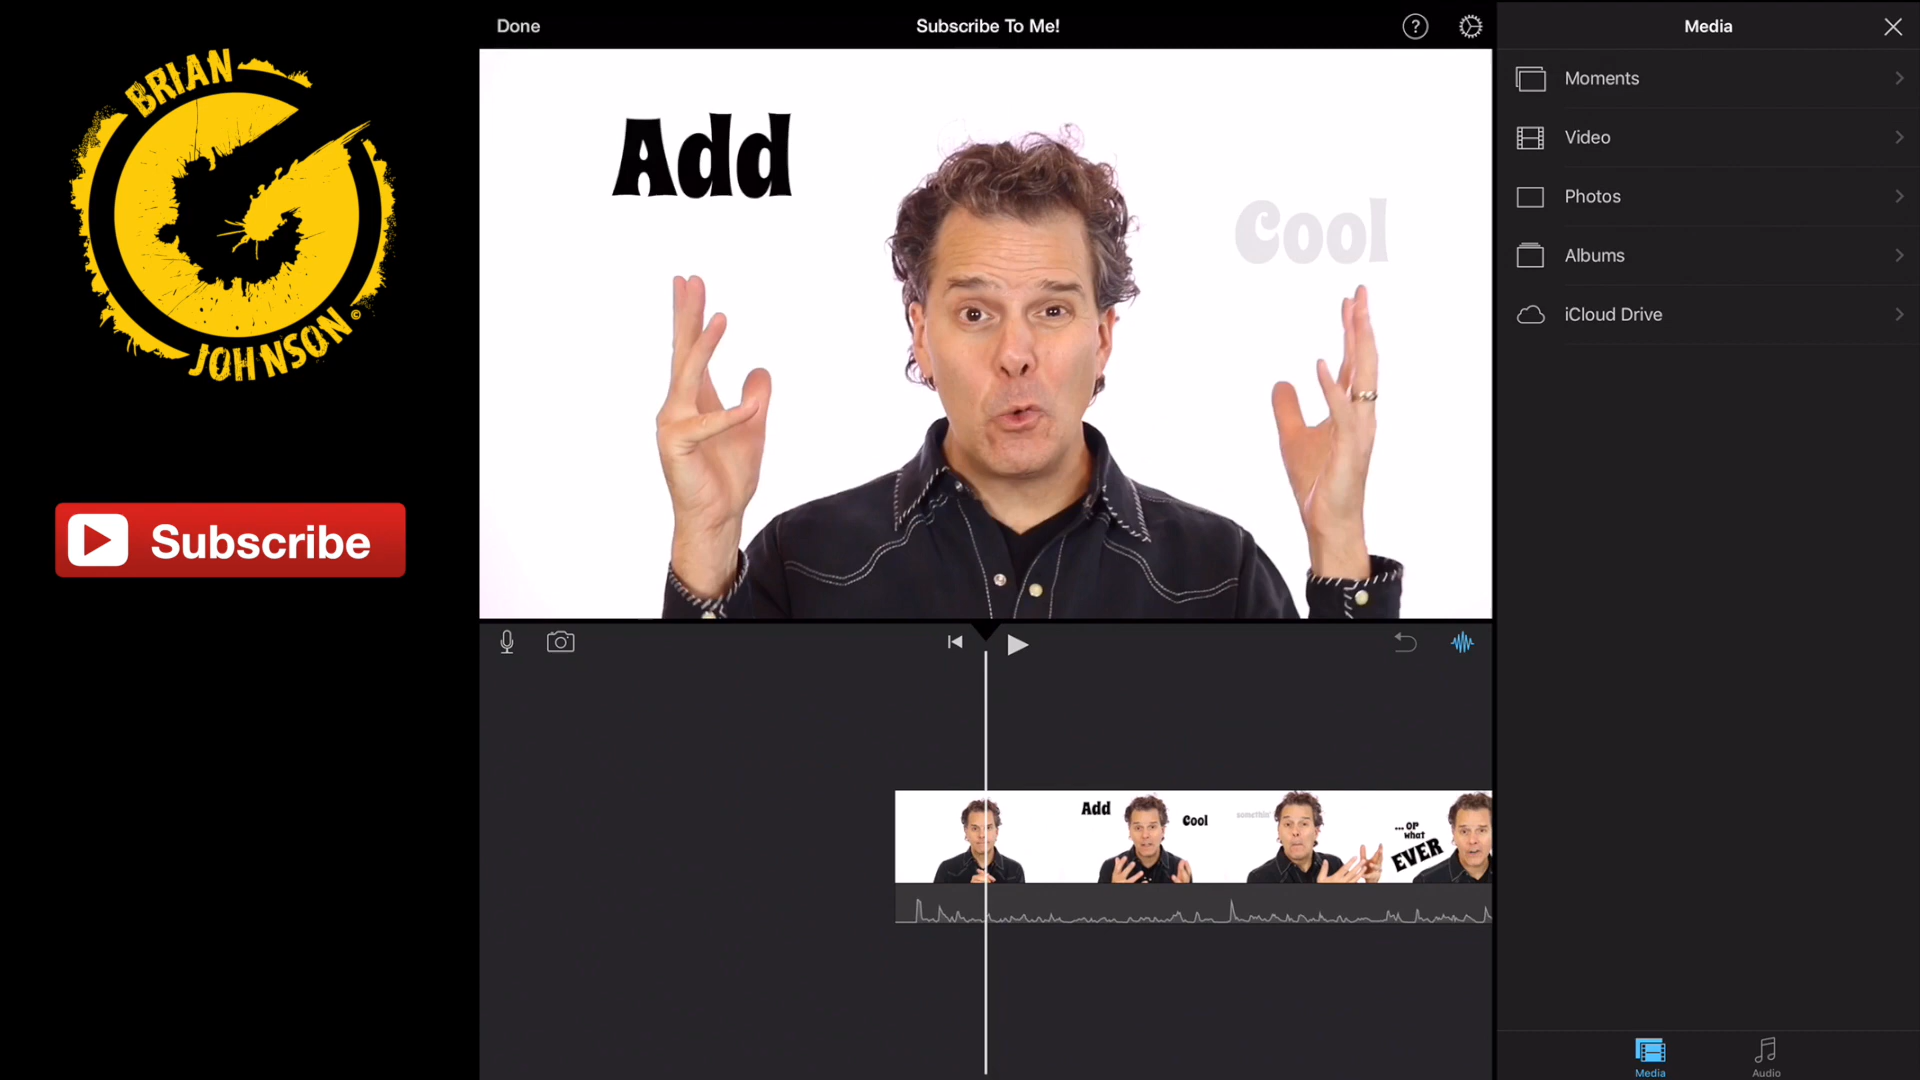 BRIAN
JOHNSON©
Subscribe
Done
Subscribe To Me!
?
Add
Cool
Add
Cool
somethin'
... or
what
EVER
Media
Moments
Video
Photos
Albums
iCloud Drive
Media
Audio